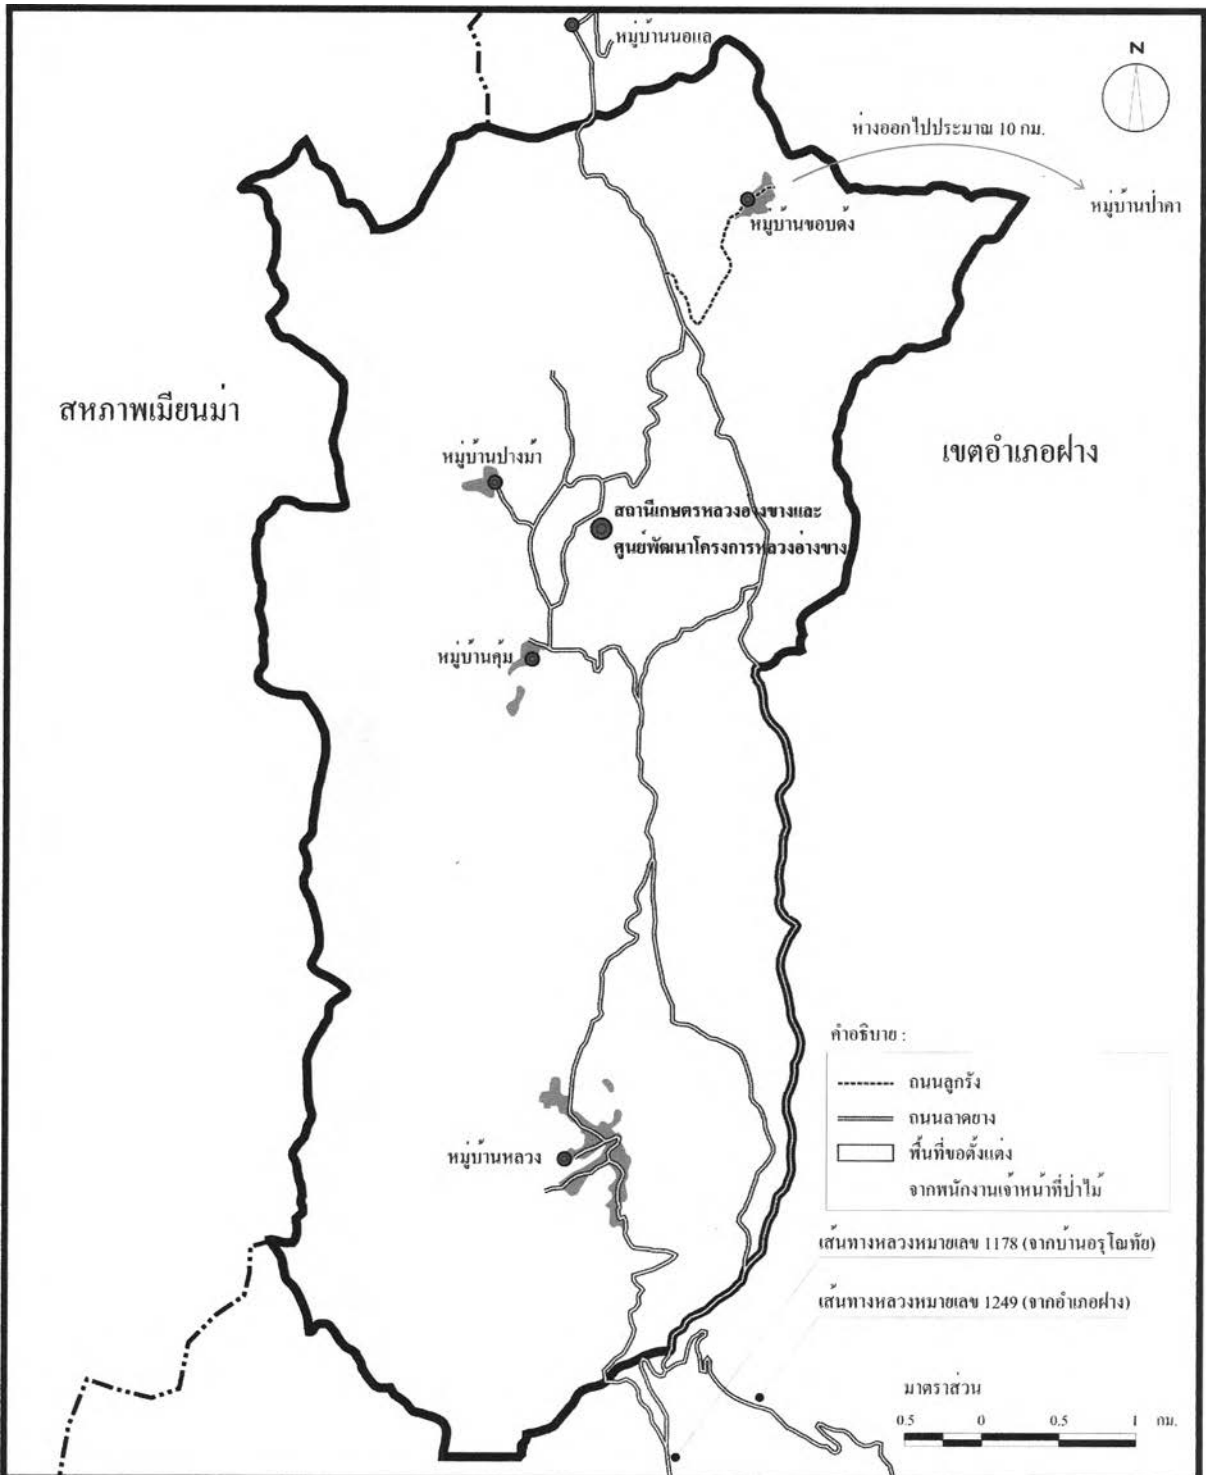 หมู่บ้านนอแล
N
ห่างออกไปประมาณ 10 กม.
หมู่บ้านป่าคา
หมู่บ้านขอบด้ง
สหภาพเมียนม่า
เขตอำเภอฝาง
หมู่บ้านปางม้า
สถานีเกษตรหลวงอ่างขางและ
ศูนย์พัฒนาโครงการหลวงอ่างขาง
หมู่บ้านคุ้ม
คำอธิบาย :
ถนนลูกรัง
ถนนลาดยาง
พื้นที่ขอตั้งแต่ง
จากพนักงานเจ้าหน้าที่ป่าไม้
หมู่บ้านหลวง
เส้นทางหลวงหมายเลข 1178 (จากบ้านอรุโณทัย)
เส้นทางหลวงหมายเลข 1249 (จากอำเภอฝาง)
มาตราส่วน
0.5 0 0.5 1 กม.